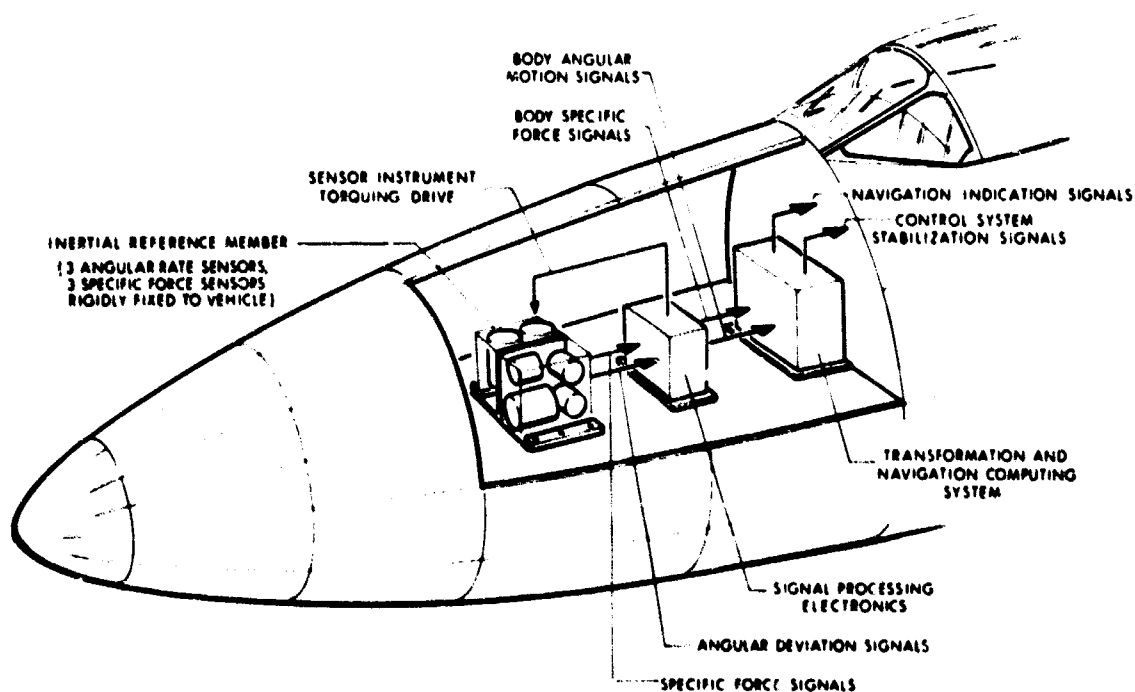 BODY ANGULAR
MOTION SIGNALS
BODY SPECIFIC
FORCE SIGNALS
SENSOR INSTRUMENT
TORQUING DRIVE
NAVIGATION INDICATION SIGNALS
CONTROL SYSTEM
STABILIZATION SIGNALS
INERTIAL REFERENCE MEMBER
(3 ANGULAR RATE SENSORS,
3 SPECIFIC FORCE SENSORS
RIGIDLY FIXED TO VEHICLE)
TRANSFORMATION AND
NAVIGATION COMPUTING
SYSTEM
SIGNAL PROCESSING
ELECTRONICS
ANGULAR DEVIATION SIGNALS
SPECIFIC FORCE SIGNALS